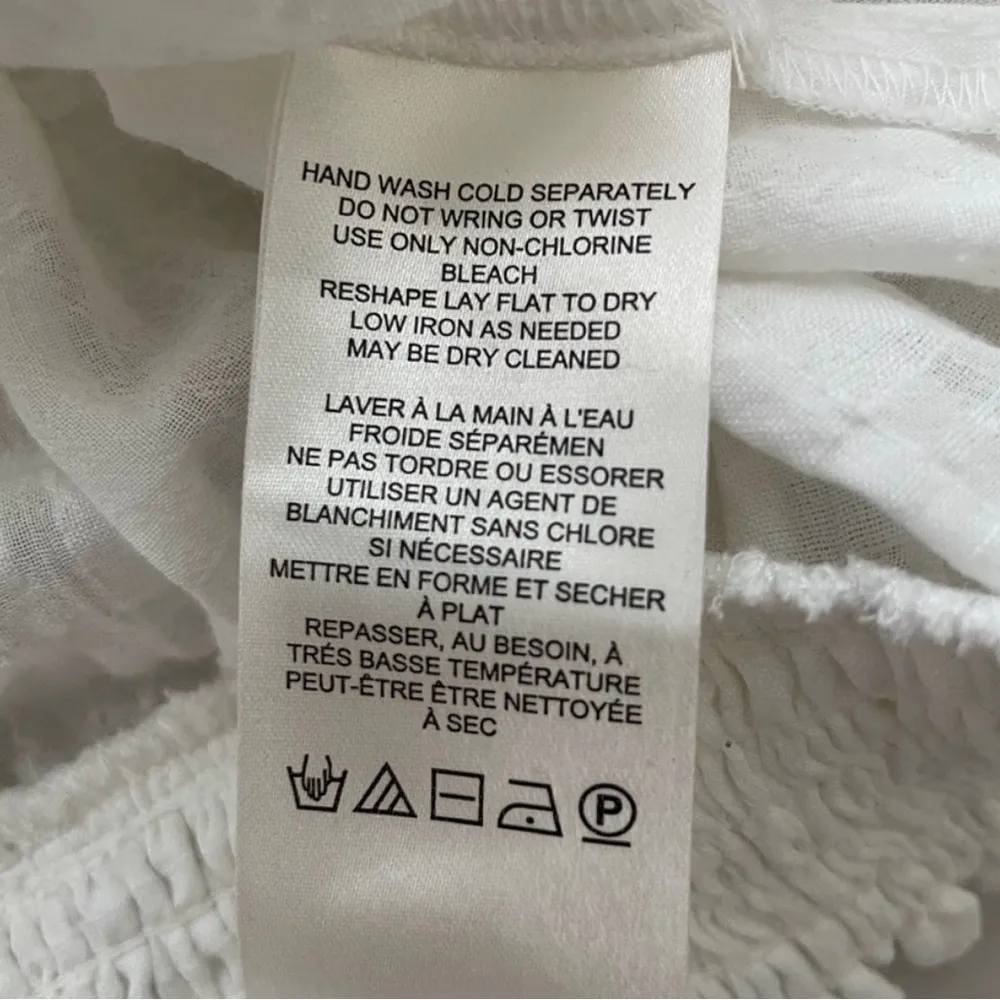 HAND WASH COLD SEPARATELY
DO NOT WRING OR TWIST
USE ONLY NON-CHLORINE
BLEACH
RESHAPE LAY FLAT TO DRY
LOW IRON AS NEEDED
MAY BE DRY CLEANED
LAVER À LA MAIN À L'EAU
FROIDE SÉPARÉMEN
NE PAS TORDRE OU ESSORER
UTILISER UN AGENT DE
BLANCHIMENT SANS CHLORE
SI NÉCESSAIRE
METTRE EN FORME ET SECHER
À PLAT
REPASSER, AU BESOIN, À
TRÉS BASSE TEMPÉRATURE
PEUT-ÊTRE ÊTRE NETTOYÉE
À SEC
P